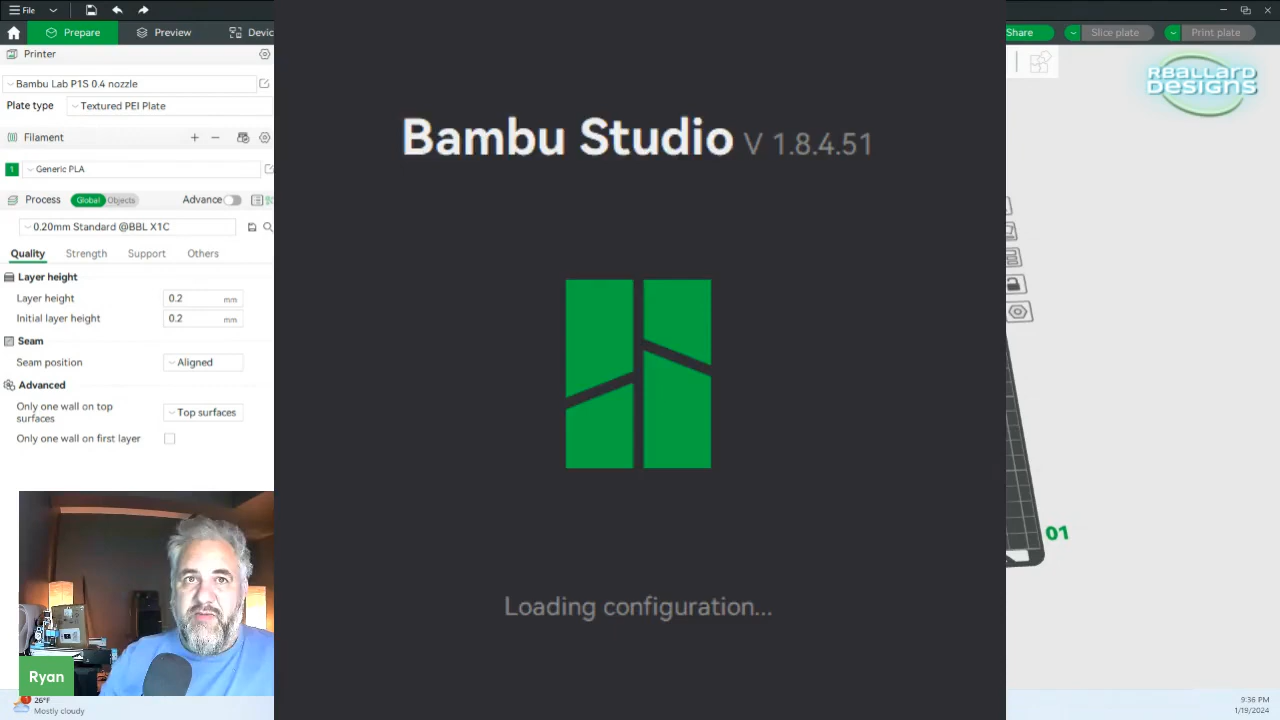 File
Prepare
Preview
Devic
Share
Slice plate
Print plate
Printer
Bambu Lab P1S 0.4 nozzle
Plate type
Textured PEI Plate
Filament
1
Generic PLA
Process
Global
Objects
Advance
0.20mm Standard @BBL X1C
Quality
Strength
Support
Others
Layer height
Layer height
0.2
mm
Initial layer height
0.2
mm
Seam
Seam position
Aligned
Advanced
Only one wall on top
surfaces
Top surfaces
Only one wall on first layer
Ryan
26°F
Mostly cloudy
Bambu Studio V 1.8.4.51
Loading configuration...
RBALLARD
DESIGNS
01
9:36 PM
1/19/2024